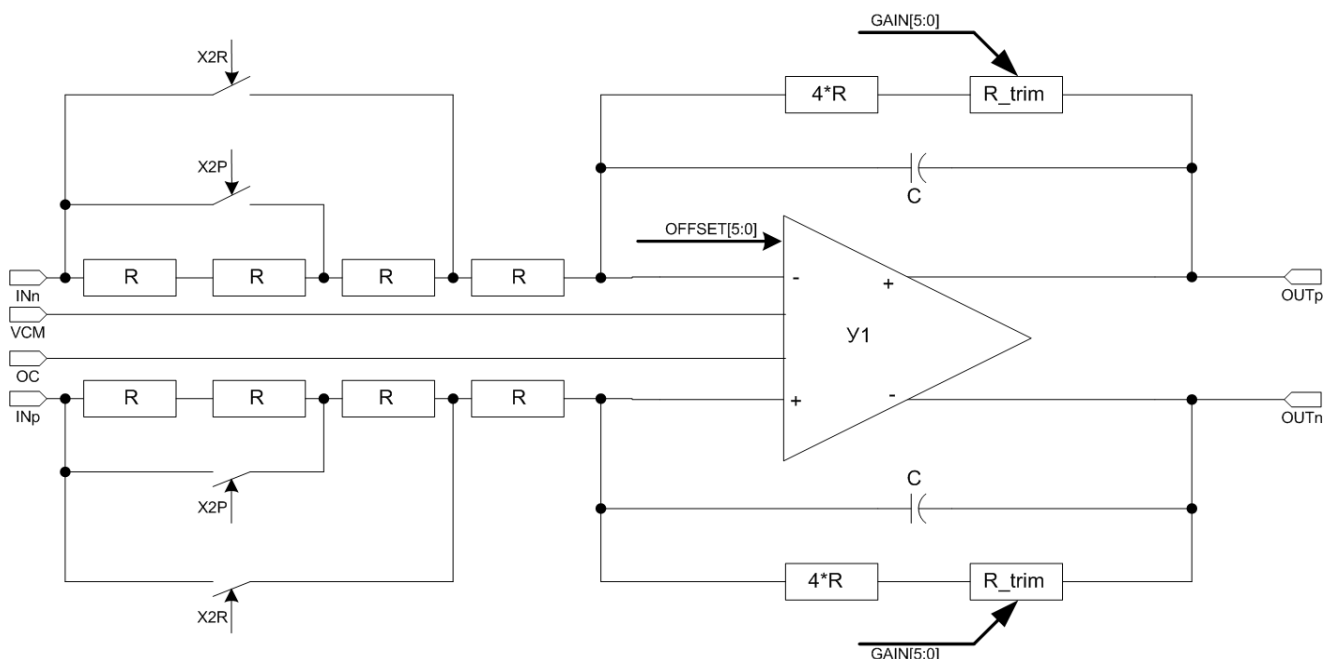 GAIN[5:0]
X2R
4*R
R_trim
X2P
C
OFFSET[5:0]
R
R
R
R
-
+
INn
OUTp
VCM
У1
OC
R
R
R
R
+
-
INp
OUTn
X2P
C
4*R
R_trim
X2R
GAIN[5:0]